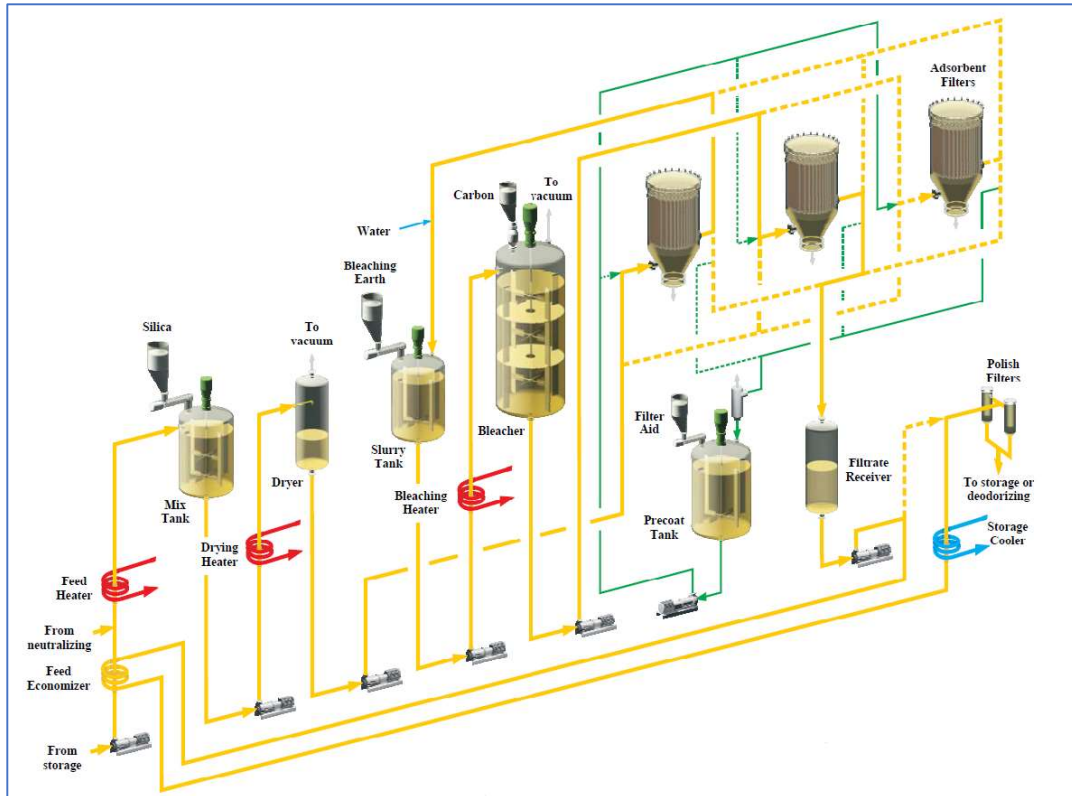 Adsorbent
Filters
Carbon
To
vacuum
Water
Bleaching
Earth
Silica
To
vacuum
Polish
Filters
Filter
Aid
Bleacher
Slurry
Tank
Dryer
Filtrate
Receiver
To storage or
deodorizing
Mix
Tank
Bleaching
Heater
Precoat
Tank
Storage
Cooler
Drying
Heater
Feed
Heater
From
neutralizing
Feed
Economizer
From
storage